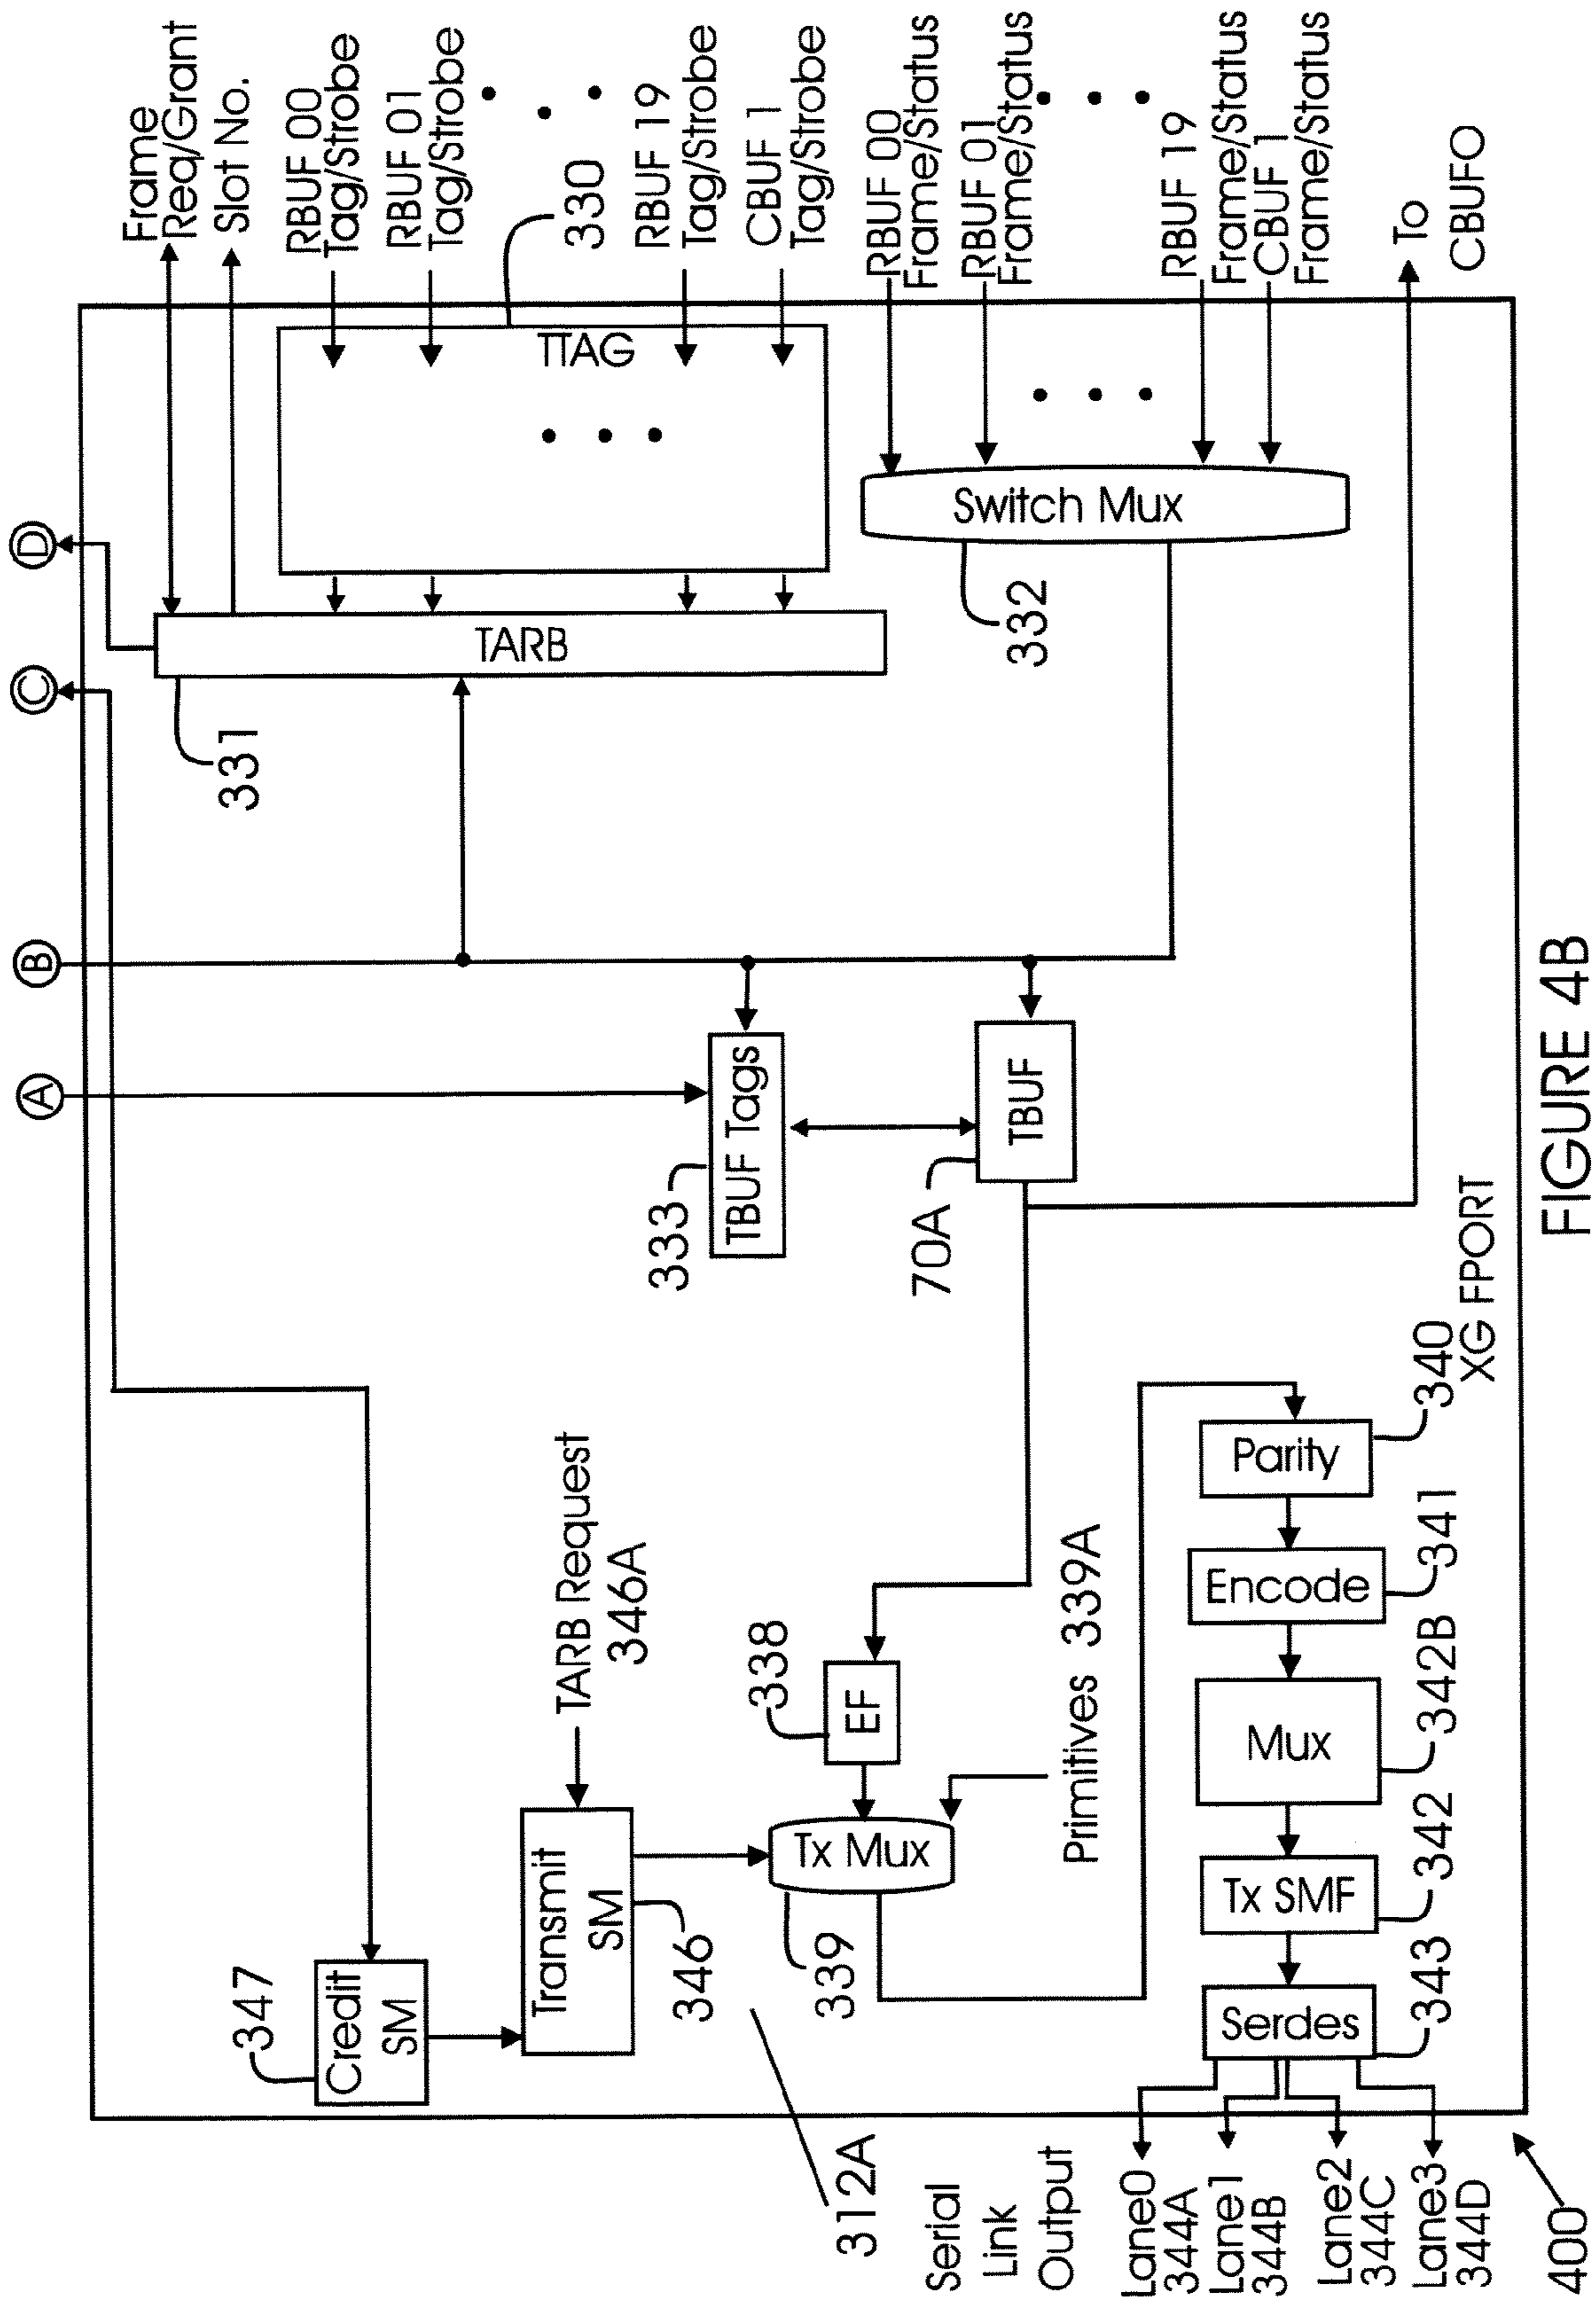 Frame
Req/Grant
Slot No.
RBUF 00
Tag/Strobe
RBUF 01
Tag/Strobe
RBUF 19
Tag/Strobe
CBUF 1
Tag/Strobe
RBUF 00
Frame/Status
RBUF 01
Frame/Status
RBUF 19
Frame/Status
CBUF 1
Frame/Status
To
CBUFO
330
TTAG
Switch Mux
332
D
C
TARB
331
B
A
TBUF Tags
333
TBUF
70A
XG FPORT
TARB Request
346A
Credit
SM
347
Transmit
SM
346
EF
338
Tx Mux
339
Primitives 339A
Parity
340
Encode
341
Mux
342B
Tx SMF
342
Serdes
343
312A
Serial
Link
Output
Lane0
344A
Lane1
344B
Lane2
344C
Lane3
344D
400
FIGURE 4B